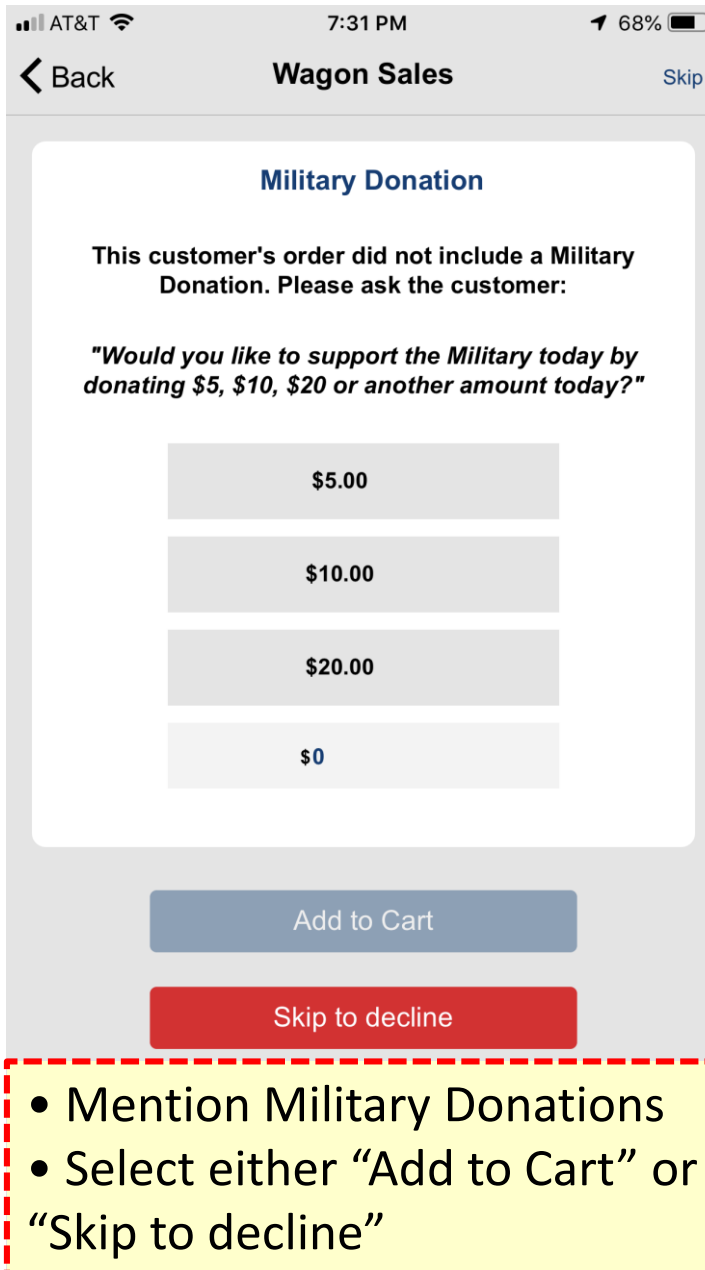 AT&T 7:31 PM 68%
Back Wagon Sales Skip
Military Donation
This customer's order did not include a Military
Donation. Please ask the customer:
"Would you like to support the Military today by
donating $5, $10, $20 or another amount today?"
$5.00
$10.00
$20.00
$0
Add to Cart
Skip to decline
• Mention Military Donations
• Select either “Add to Cart” or
“Skip to decline”